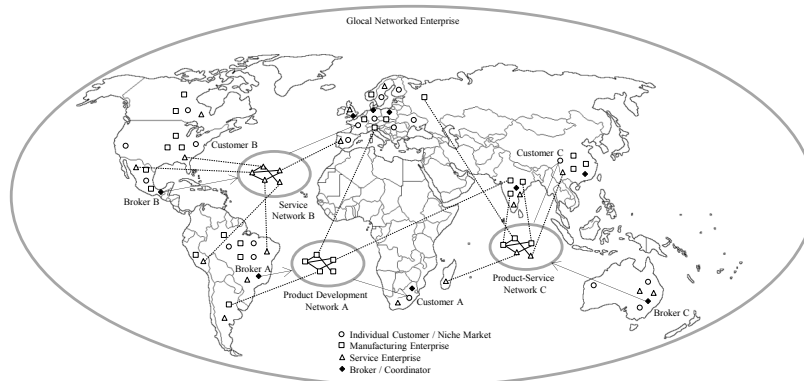 Glocal Networked Enterprise
Customer B
Customer C
Broker B
Service
Network B
Broker A
Product Development
Network A
Customer A
Product-Service
Network C
Broker C
Individual Customer / Niche Market
Manufacturing Enterprise
Service Enterprise
Broker / Coordinator